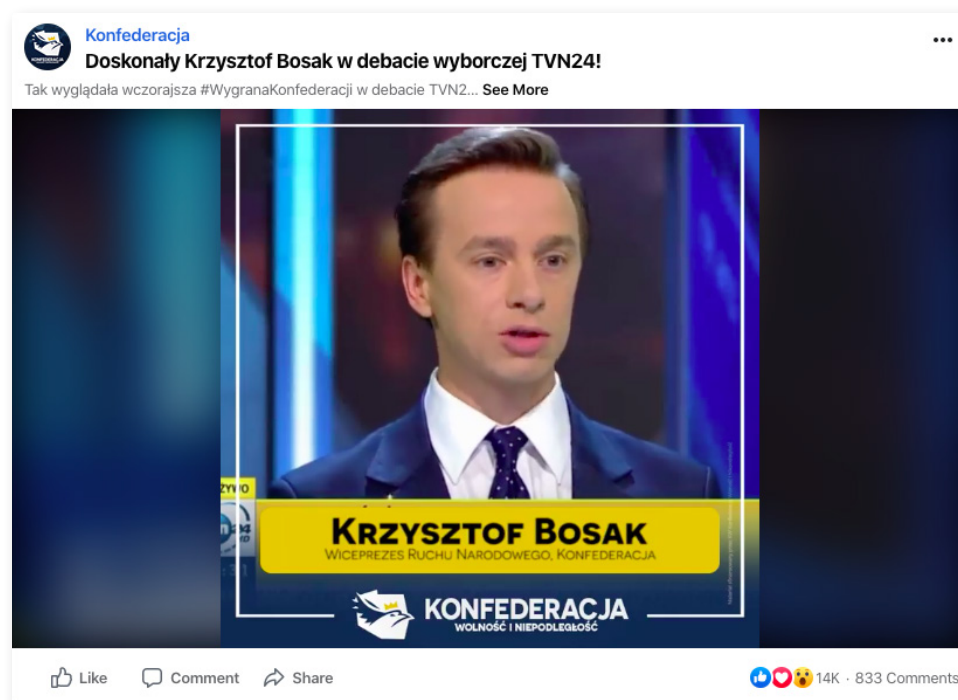 Konfederacja
Doskonały Krzysztof Bosak w debacie wyborczej TVN24!
Tak wyglądała wczorajsza #WygranaKonfederacji w debacie TVN2... See More
KRZYSZTOF BOSAK
WICEPREZES RUCHU NARODOWEGO, KONFEDERACJA
KONFEDERACJA
WOLNOŚĆ I NIEPODLEGŁOŚĆ
Like Comment Share 14K · 833 Comments